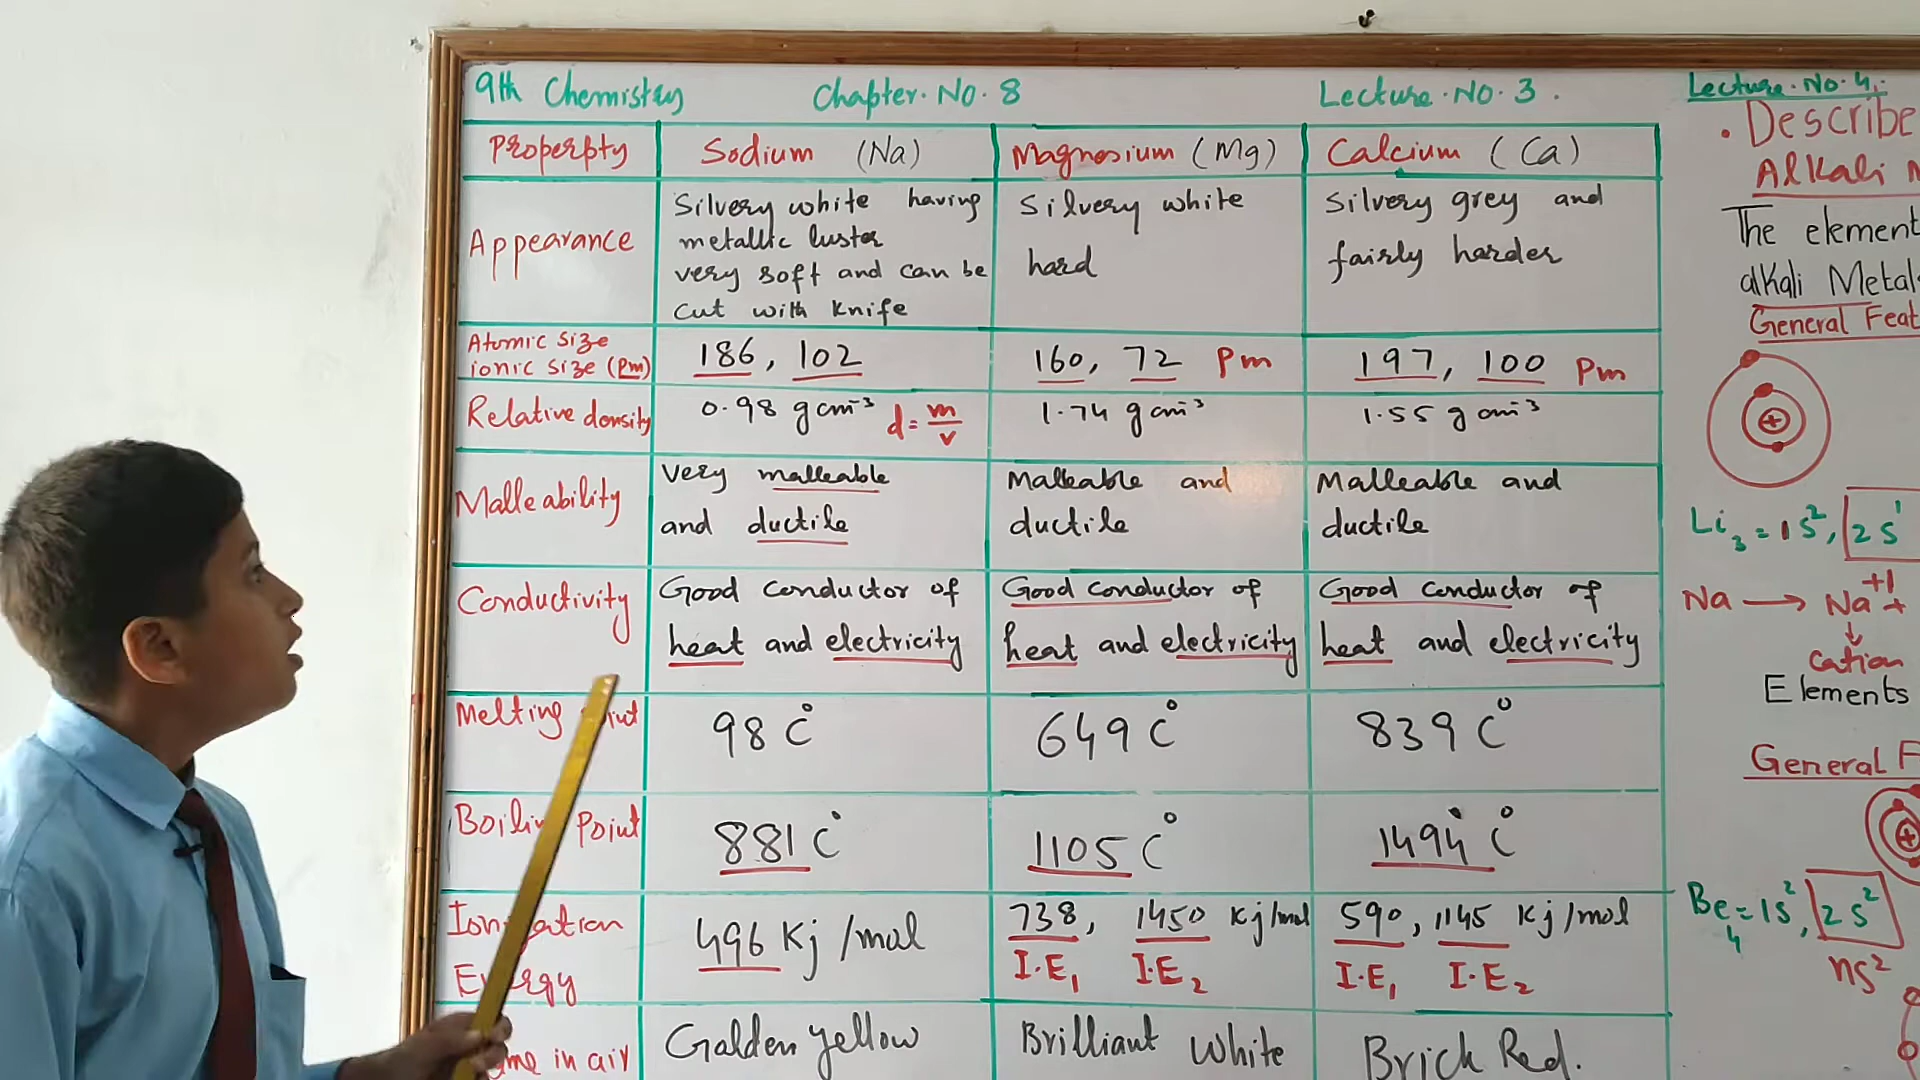 9th Chemistry Chapter.No.8 Lecture.No.3.
Properpty Sodium (Na) Magnesium (Mg) Calcium (Ca)
Appearance
Silvery white having
metallic luster
very soft and can be
cut with knife
Silvery white
hard
Silvery grey and
fairly harder
Atomic size
ionic size (pm)
186, 102
160, 72 pm
197, 100 pm
Relative density
0.98 gcm⁻³ d = m/v
1.74 gcm⁻³
1.55 gcm⁻³
Malleability
Very malleable
and ductile
Malleable and
ductile
Malleable and
ductile
Conductivity
Good conductor of
heat and electricity
Good conductor of
heat and electricity
Good conductor of
heat and electricity
Melting
98 C°
649 C°
839 C°
Point
881 C°
1105 C°
1494 C°
496 Kj /mol
738, 1450 Kj/mol
I.E₁ I.E₂
590, 1145 Kj/mol
I.E₁ I.E₂
in air
Galden yellow
Brilliant White
Brick Red.
Lecture.No.4.
. Describe
Alkali
The element
alkali Metal
General Feat
Li₃ = 1S², 2S¹
Na → Na⁺¹
+
Cation
Elements
General F
Be₄ = 1S², 2S²
ns²